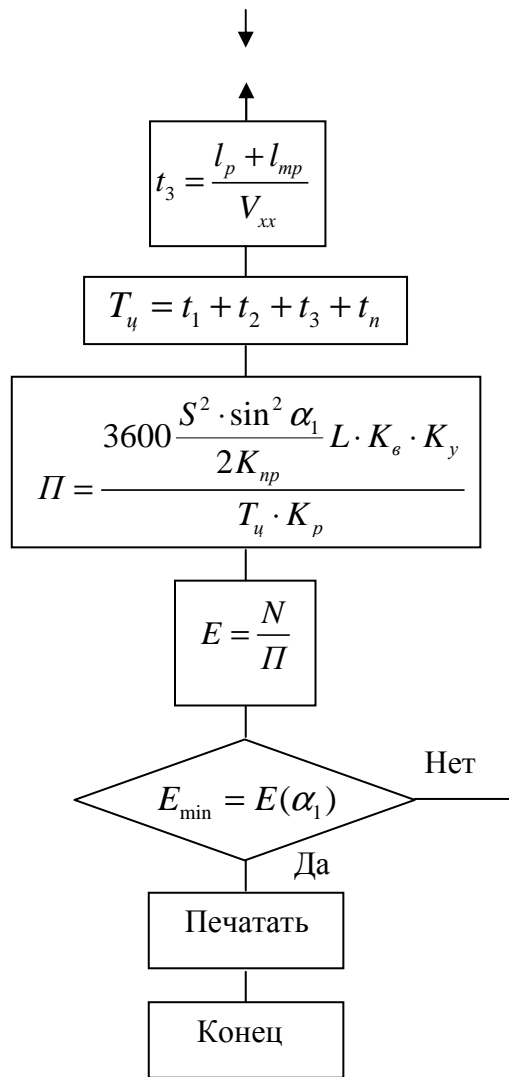 t₃ = (l_р + l_тр) / V_хх
T_ц = t₁ + t₂ + t₃ + t_п
П = (3600 (S² · sin² α₁ / 2K_пр) L · K_в · K_у) / (T_ц · K_р)
E = N / П
E_min = E(α₁)
Нет
Да
Печатать
Конец